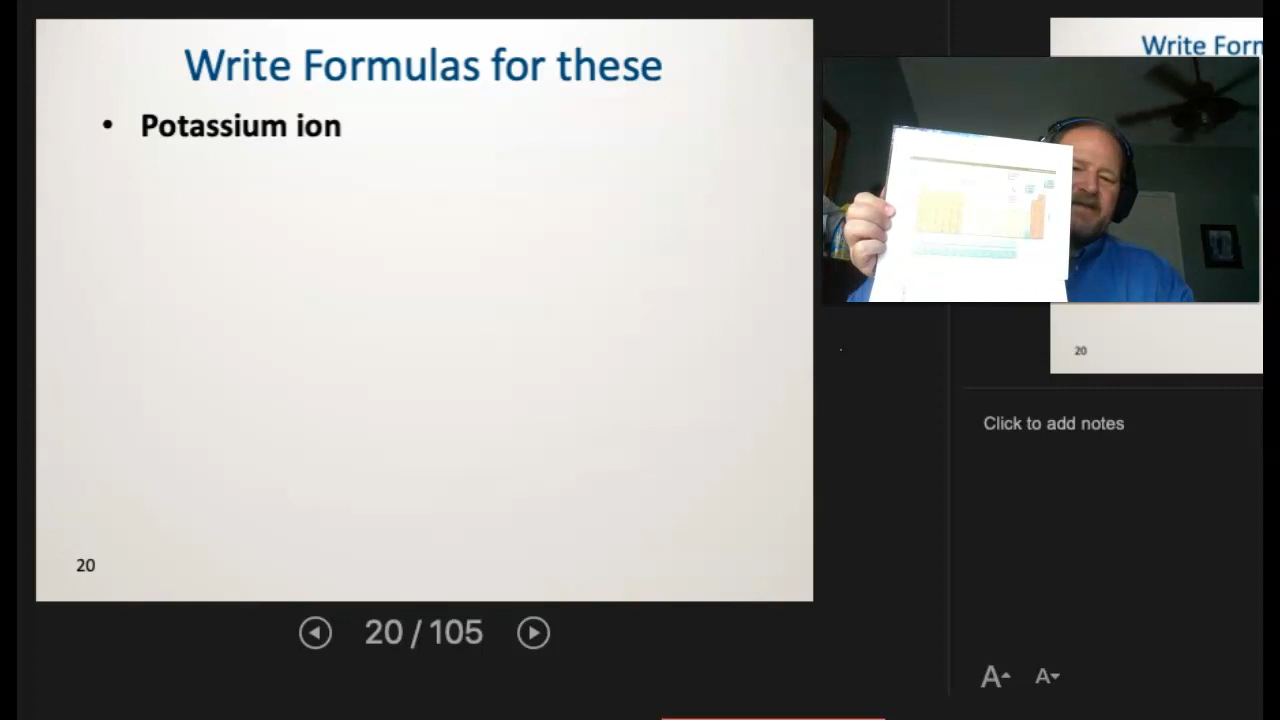 Write Formulas for these
• Potassium ion
20
20 / 105
Write Form
20
Click to add notes
A A